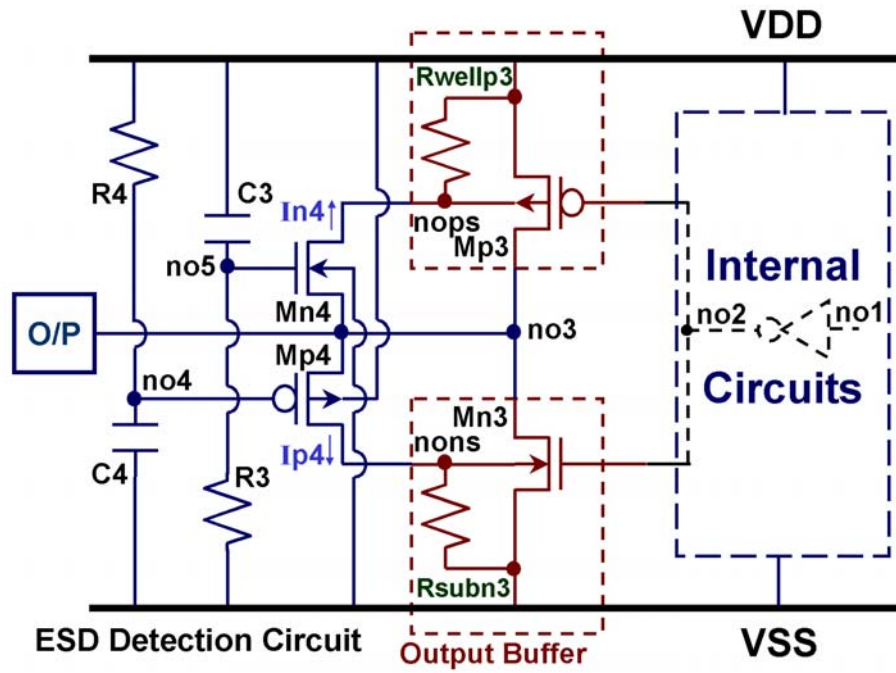 VDD
Rwellp3
R4
C3
In4
nops
Mp3
no5
Internal
Mn4
O/P
no3
no2
no1
Mp4
no4
Circuits
Mn3
nons
C4
R3
Ip4
Rsubn3
ESD Detection Circuit
Output Buffer
VSS